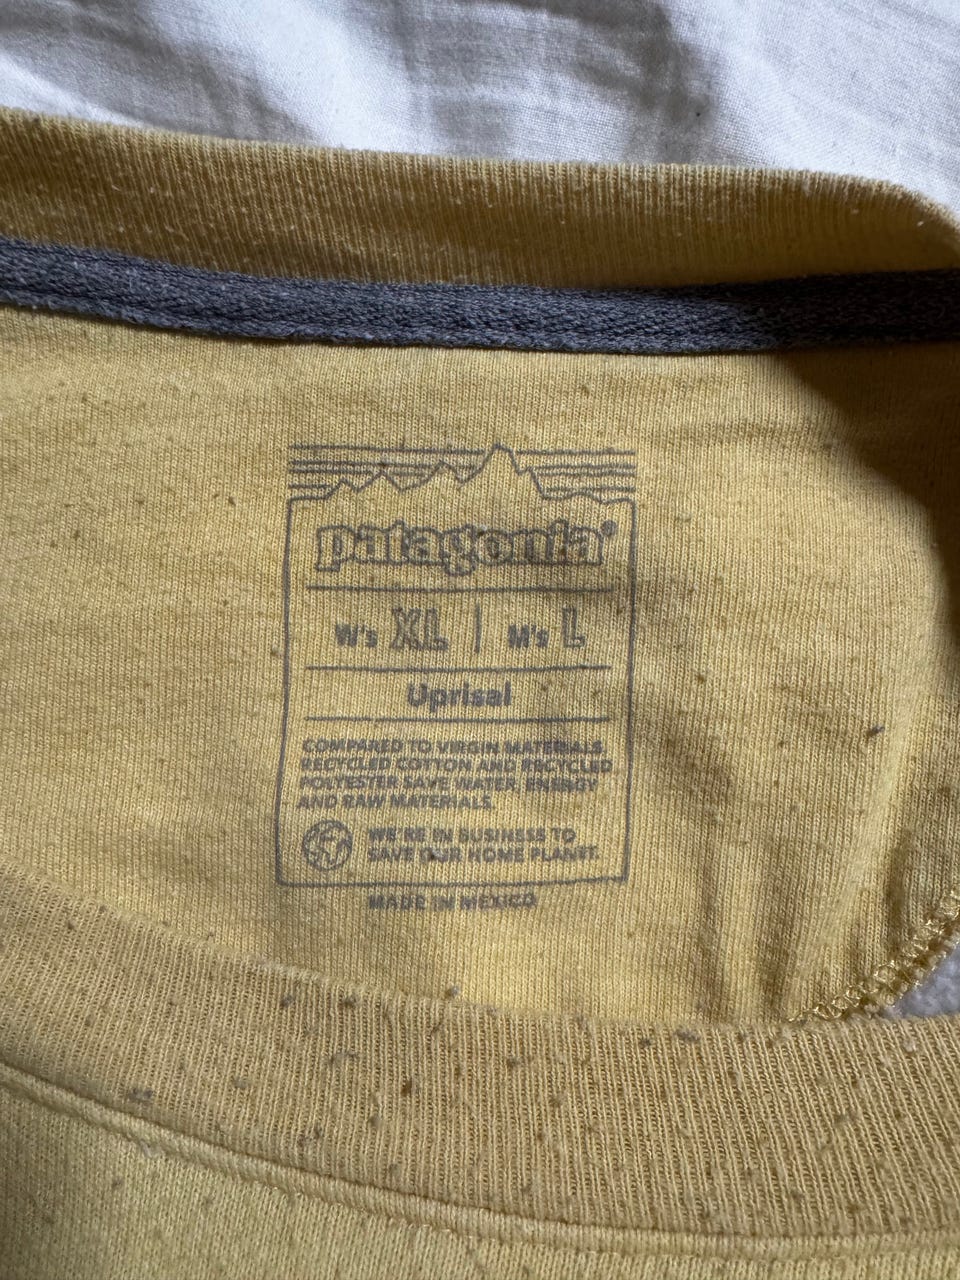 patagonia®
W's XL | M's L
Uprisal
COMPARED TO VIRGIN MATERIALS,
RECYCLED COTTON AND RECYCLED
POLYESTER SAVE WATER, ENERGY
AND RAW MATERIALS.
WE'RE IN BUSINESS TO
SAVE OUR HOME PLANET.
MADE IN MEXICO